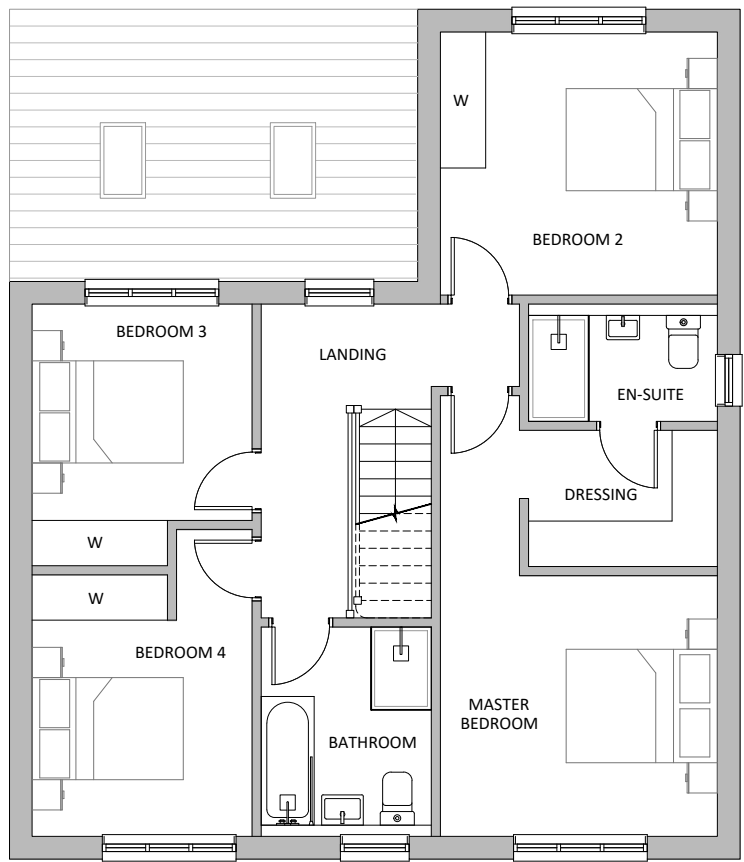 W
BEDROOM 2
BEDROOM 3
LANDING
EN-SUITE
DRESSING
W
W
BEDROOM 4
MASTER
BEDROOM
BATHROOM